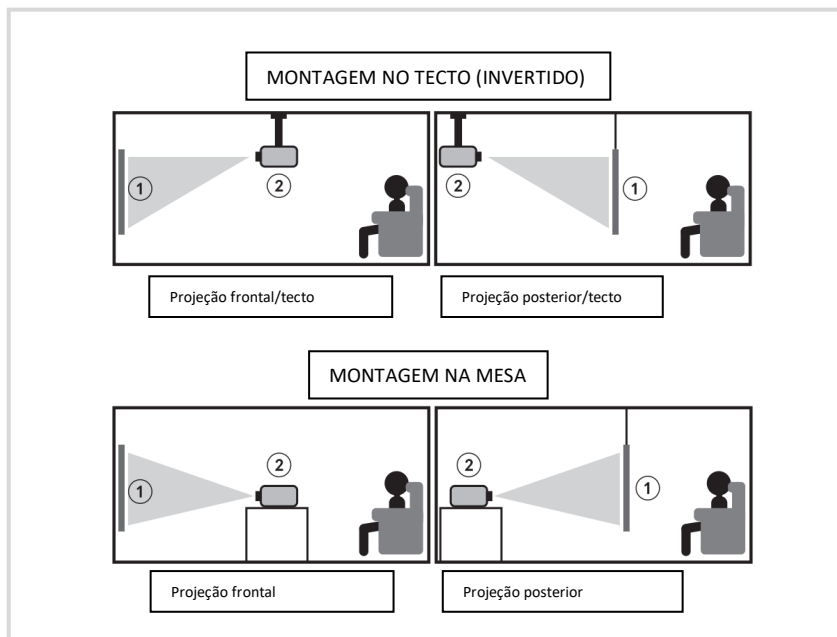 MONTAGEM NO TECTO (INVERTIDO)
1
2
2
1
Projeção frontal/tecto
Projeção posterior/tecto
MONTAGEM NA MESA
1
2
2
1
Projeção frontal
Projeção posterior